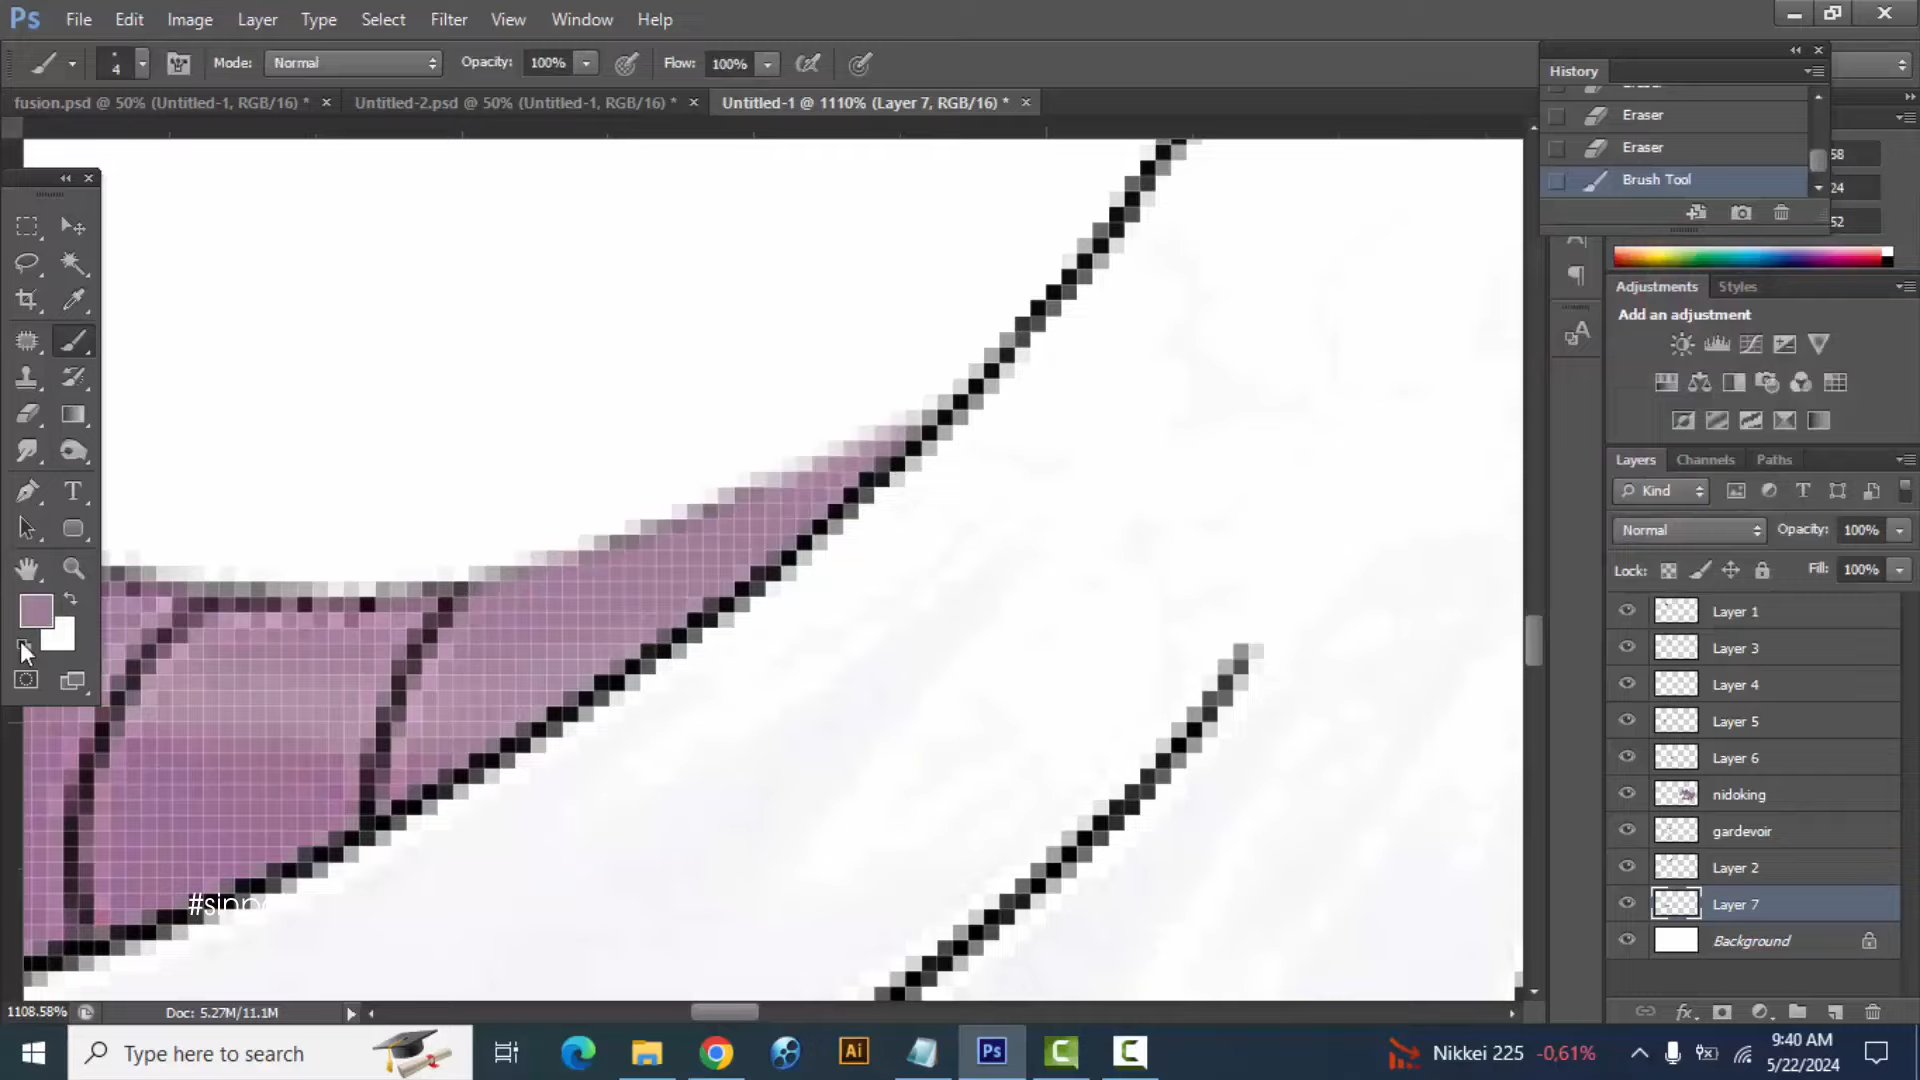 Ps File Edit Image Layer Type Select Filter View Window Help
4 Mode: Normal Opacity: 100% Flow: 100%
History
fusion.psd @ 50% (Untitled-1, RGB/16) * × Untitled-2.psd @ 50% (Untitled-1, RGB/16) * × Untitled-1 @ 1110% (Layer 7, RGB/16) * ×
Eraser
Eraser
Brush Tool
58
24
52
Adjustments Styles
Add an adjustment
Layers Channels Paths
Kind
Normal Opacity: 100%
Lock: Fill: 100%
Layer 1
Layer 3
Layer 4
Layer 5
Layer 6
nidoking
gardevoir
Layer 2
Layer 7
Background
1108.58% Doc: 5.27M/11.1M
Type here to search
Ai
Ps
Nikkei 225 -0,61%
9:40 AM
5/22/2024